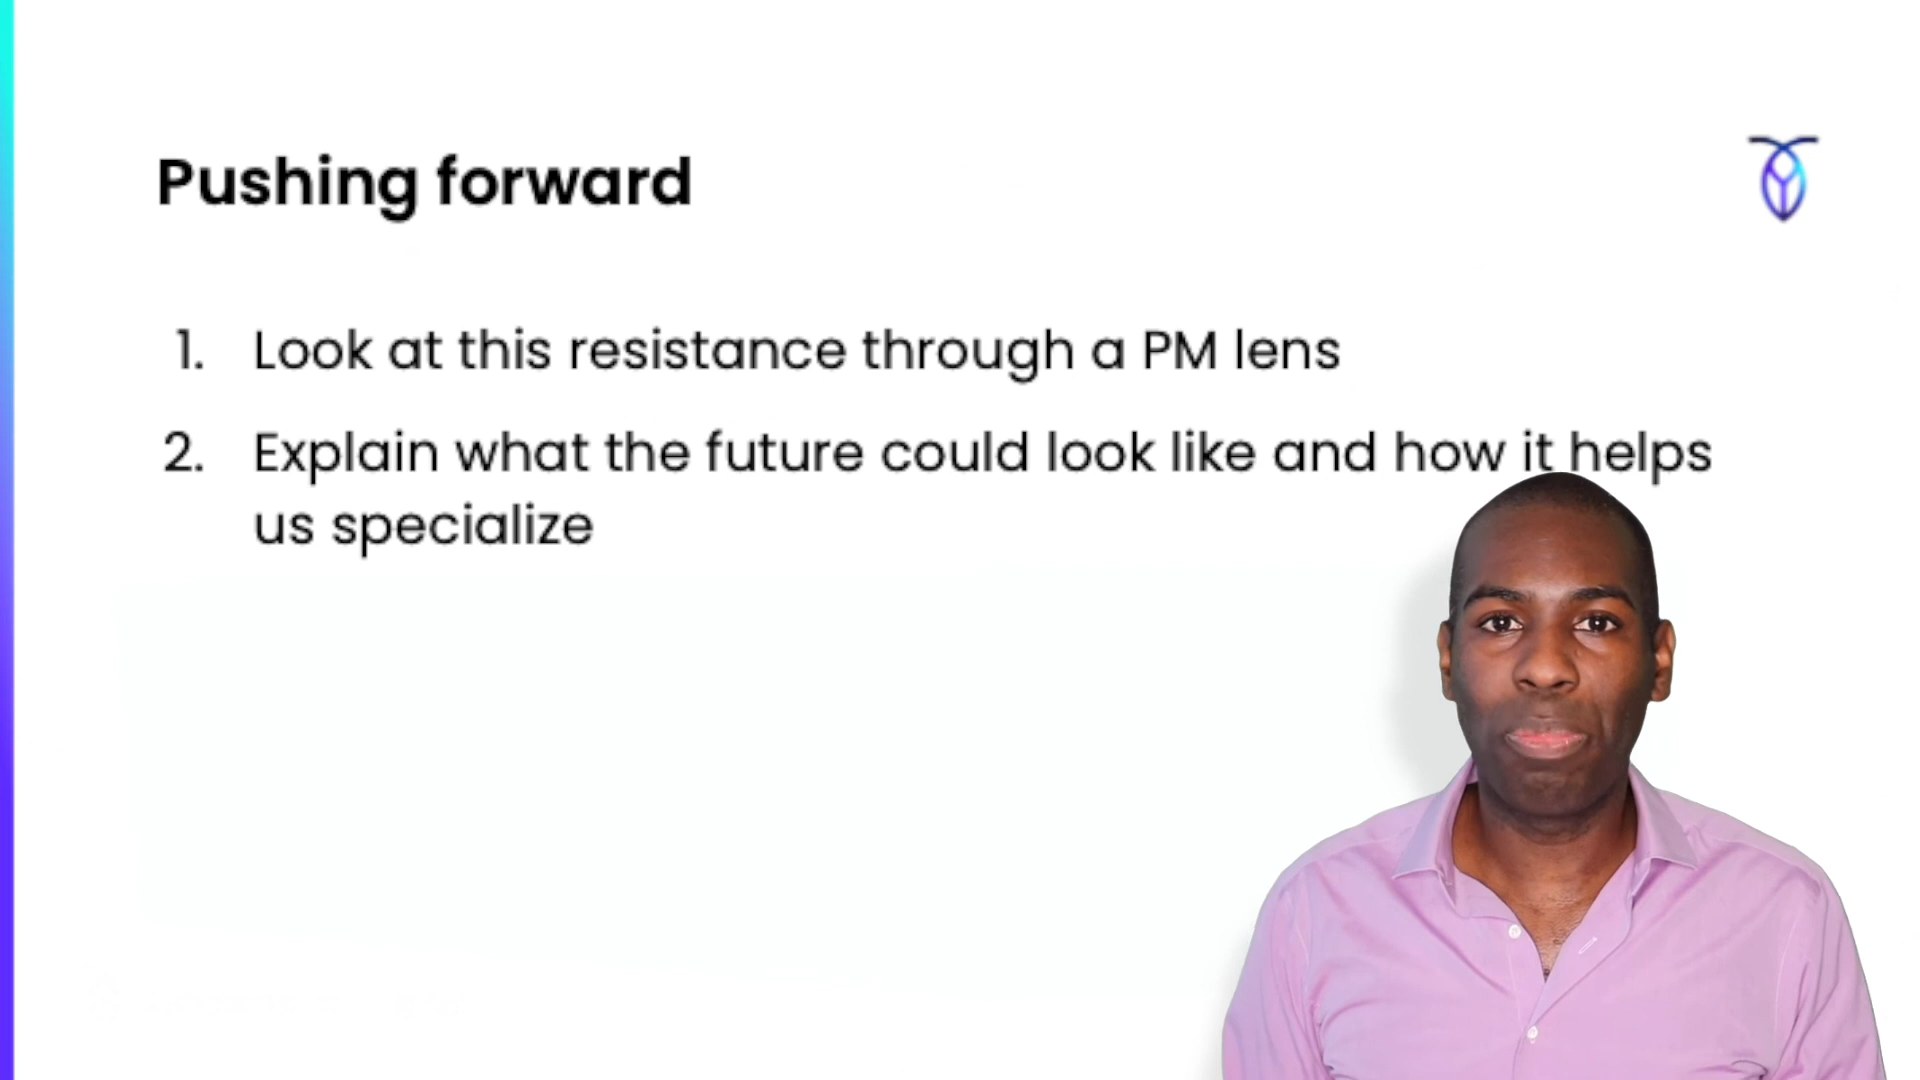 Pushing forward
1. Look at this resistance through a PM lens
2. Explain what the future could look like and how it helps
us specialize